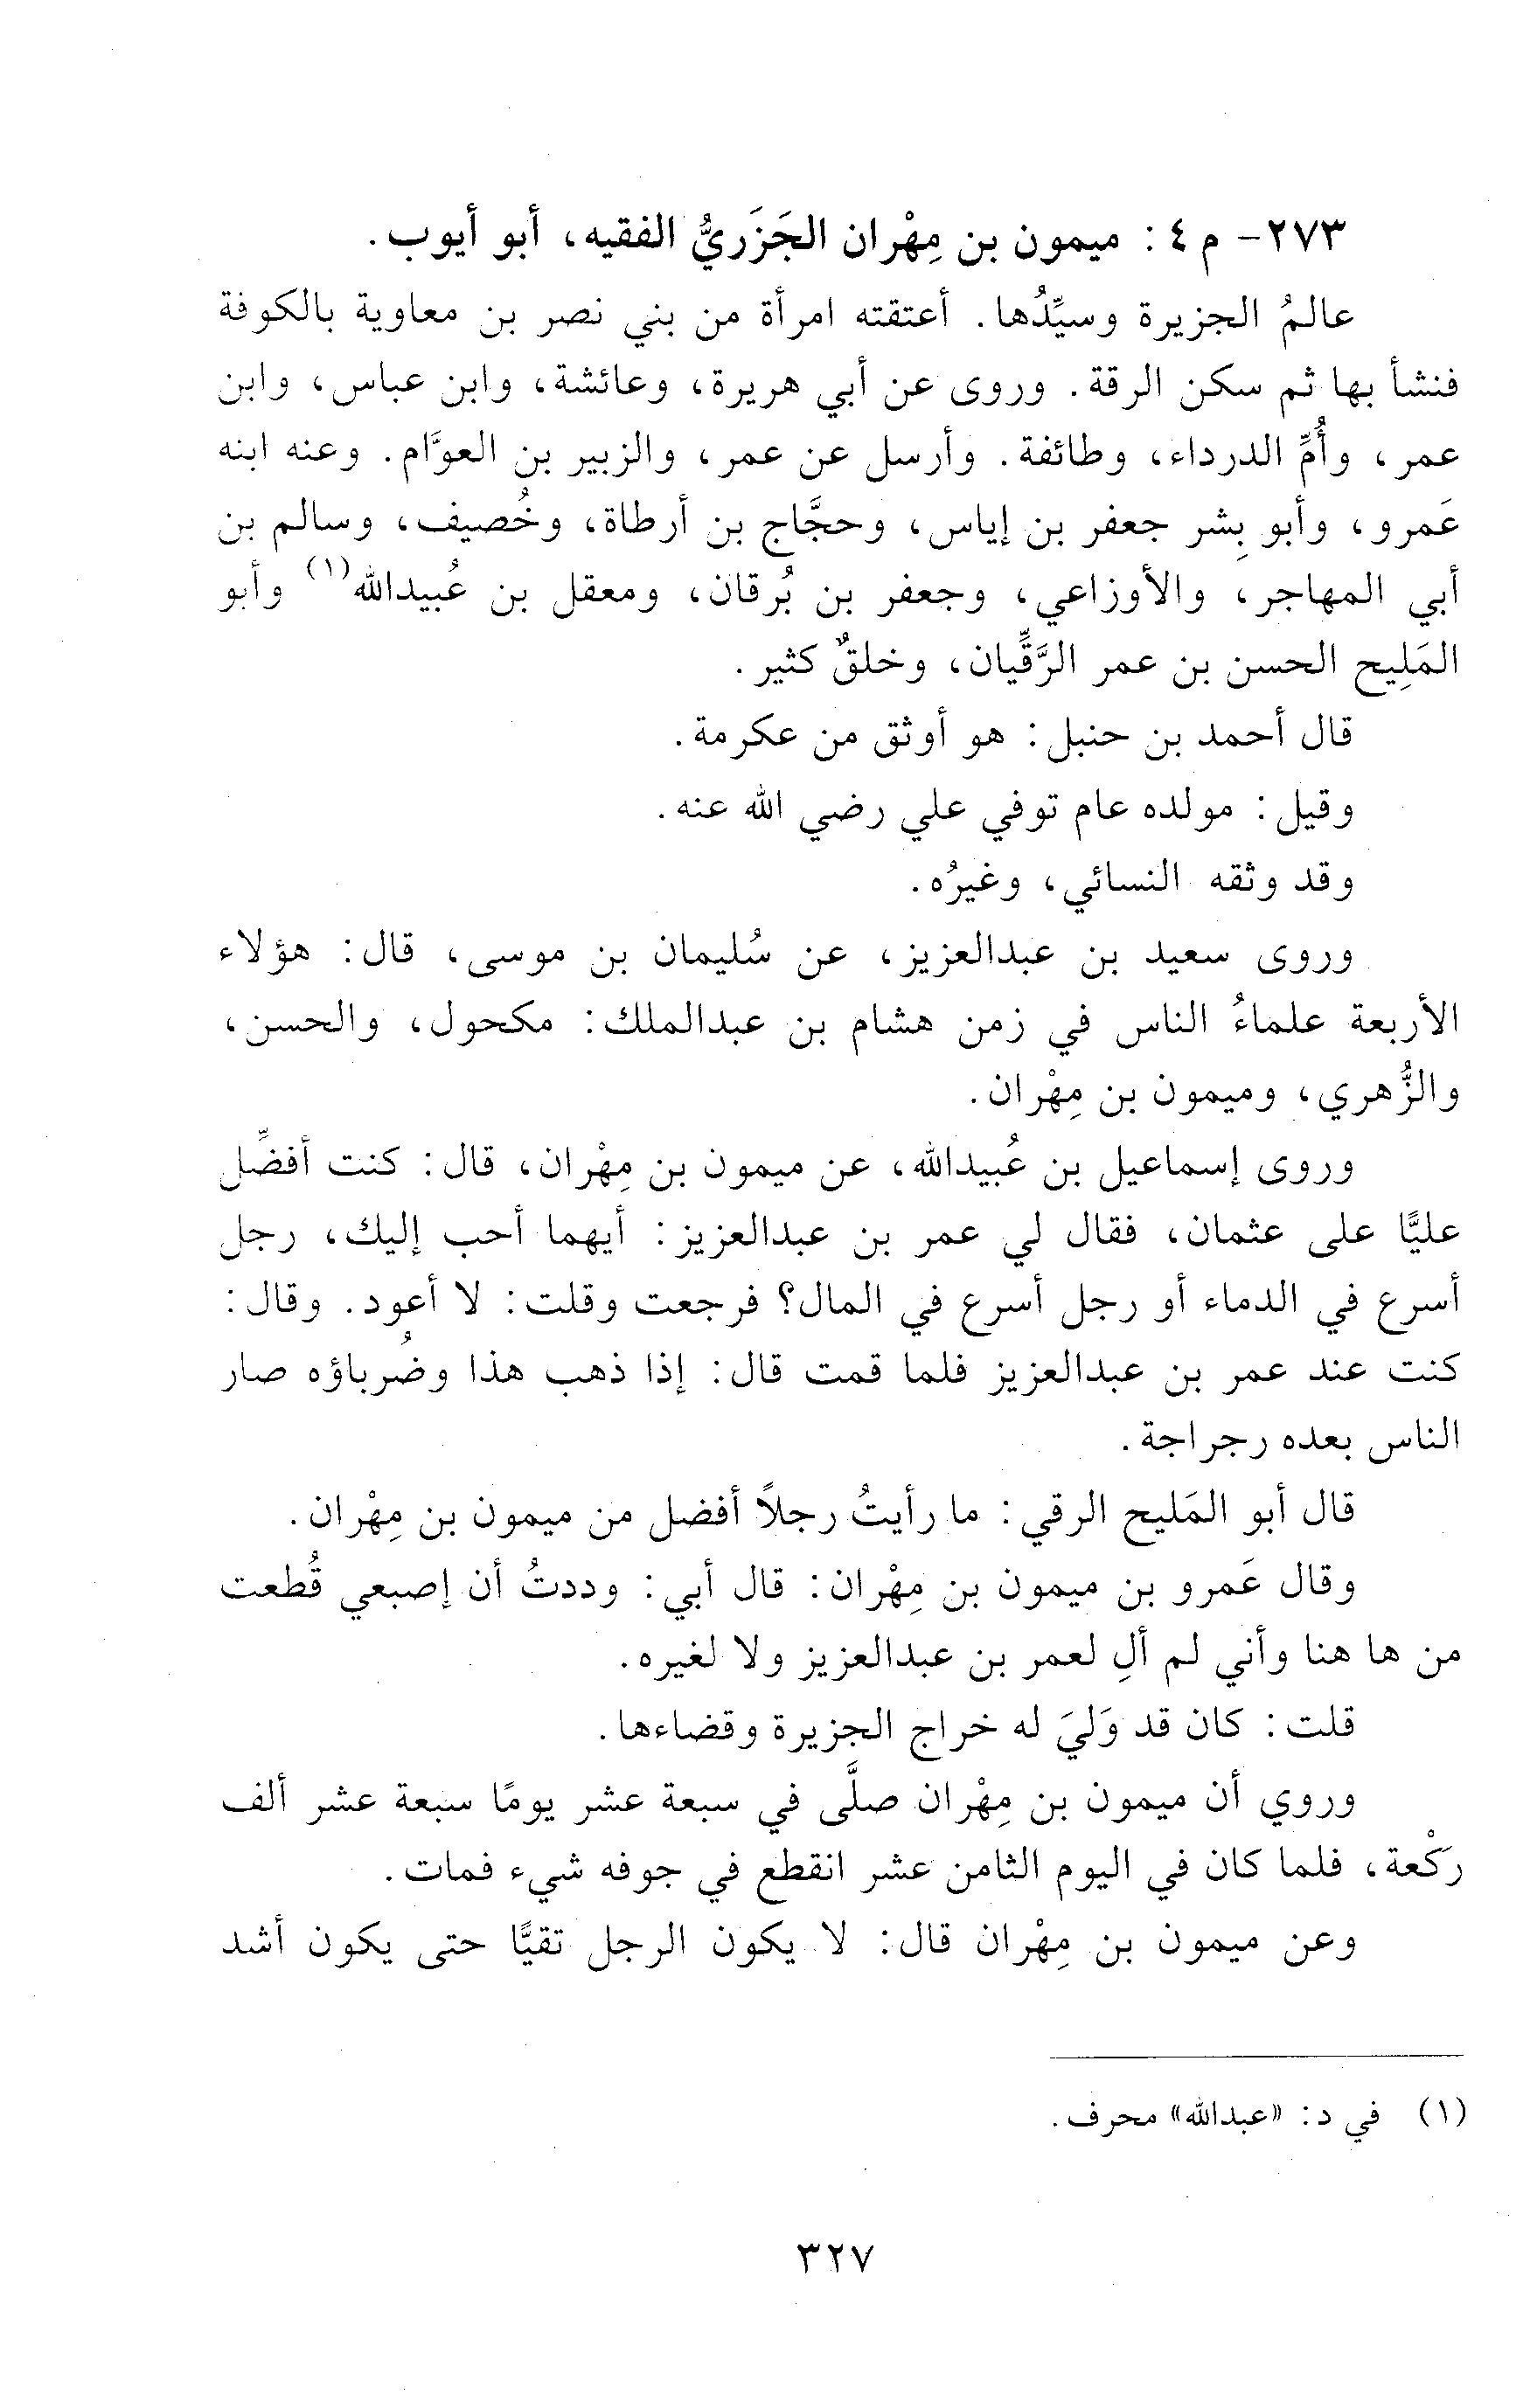 ٢٧٣- م ٤ : ميمون بن مِهْران الجَزَريُّ الفقيه، أبو أيوب.
عالمُ الجزيرة وسيِّدُها. أعتقته امرأة من بني نصر بن معاوية بالكوفة
فنشأ بها ثم سكن الرقة. وروى عن أبي هريرة، وعائشة، وابن عباس، وابن
عمر، وأُمِّ الدرداء، وطائفة. وأرسل عن عمر، والزبير بن العوَّام. وعنه ابنه
عَمرو، وأبو بِشر جعفر بن إياس، وحجَّاج بن أرطاة، وخُصيف، وسالم بن
أبي المهاجر، والأوزاعي، وجعفر بن بُرقان، ومعقل بن عُبيدالله(١) وأبو
المَلِيح الحسن بن عمر الرَّقِّيان، وخلقٌ كثير.
قال أحمد بن حنبل: هو أوثق من عكرمة.
وقيل: مولده عام توفي علي رضي الله عنه.
وقد وثقه النسائي، وغيرُه.
وروى سعيد بن عبدالعزيز، عن سُليمان بن موسى، قال: هؤلاء
الأربعة علماءُ الناس في زمن هشام بن عبدالملك: مكحول، والحسن،
والزُّهري، وميمون بن مِهْران.
وروى إسماعيل بن عُبيدالله، عن ميمون بن مِهْران، قال: كنت أفضِّل
عليًّا على عثمان، فقال لي عمر بن عبدالعزيز: أيهما أحب إليك، رجل
أسرع في الدماء أو رجل أسرع في المال؟ فرجعت وقلت: لا أعود. وقال:
كنت عند عمر بن عبدالعزيز فلما قمت قال: إذا ذهب هذا وضُرباؤه صار
الناس بعده رجراجة.
قال أبو المَليح الرقي: ما رأيتُ رجلاً أفضل من ميمون بن مِهْران.
وقال عَمرو بن ميمون بن مِهْران: قال أبي: وددتُ أن إصبعي قُطعت
من ها هنا وأني لم ألِ لعمر بن عبدالعزيز ولا لغيره.
قلت: كان قد وَليَ له خراج الجزيرة وقضاءها.
وروي أن ميمون بن مِهْران صلَّى في سبعة عشر يومًا سبعة عشر ألف
رَكْعة، فلما كان في اليوم الثامن عشر انقطع في جوفه شيء فمات.
وعن ميمون بن مِهْران قال: لا يكون الرجل تقيًّا حتى يكون أشد
(١) في د: «عبدالله» محرف.
٣٢٧